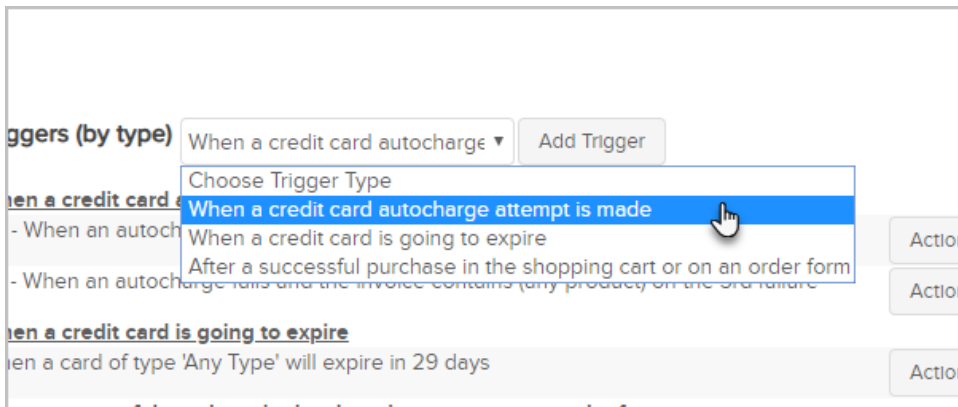 ggers (by type) When a credit card autocharge Add Trigger
Choose Trigger Type
When a credit card
When a credit card autocharge attempt is made
- When an autoch
When a credit card is going to expire
Actio
After a successful purchase in the shopping cart or on an order form
- When an autocharge fails and the invoice contains (any product) on the 3rd failure
Actio
hen a credit card is going to expire
hen a card of type 'Any Type' will expire in 29 days
Actio